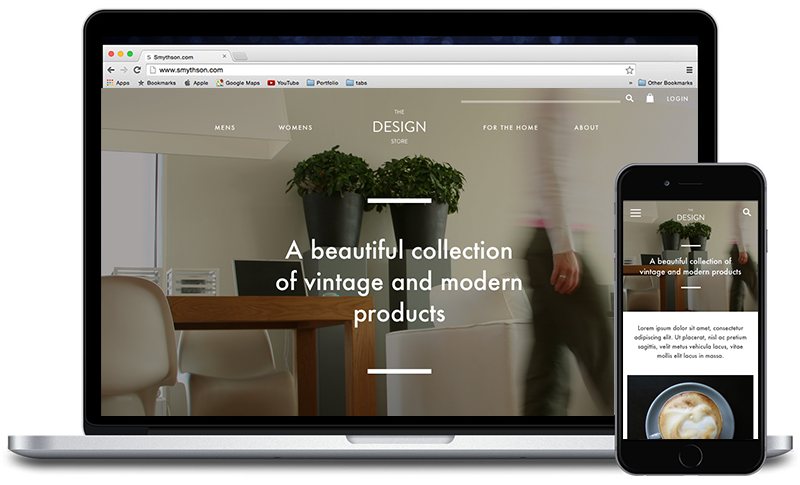 S Smythson.com
www.smythson.com
Apps Bookmarks Apple Google Maps YouTube Portfolio tabs » Other Bookmarks
LOGIN
MENS WOMENS THE DESIGN STORE FOR THE HOME ABOUT
A beautiful collection
of vintage and modern
products
THE
DESIGN
A beautiful collection of
vintage and modern products
Lorem ipsum dolor sit amet, consectetur
adipiscing elit. Ut placerat, nisl ac pretium
sagittis, velit metus vehicula lacus, vitae
mollis elit lacus in massa.